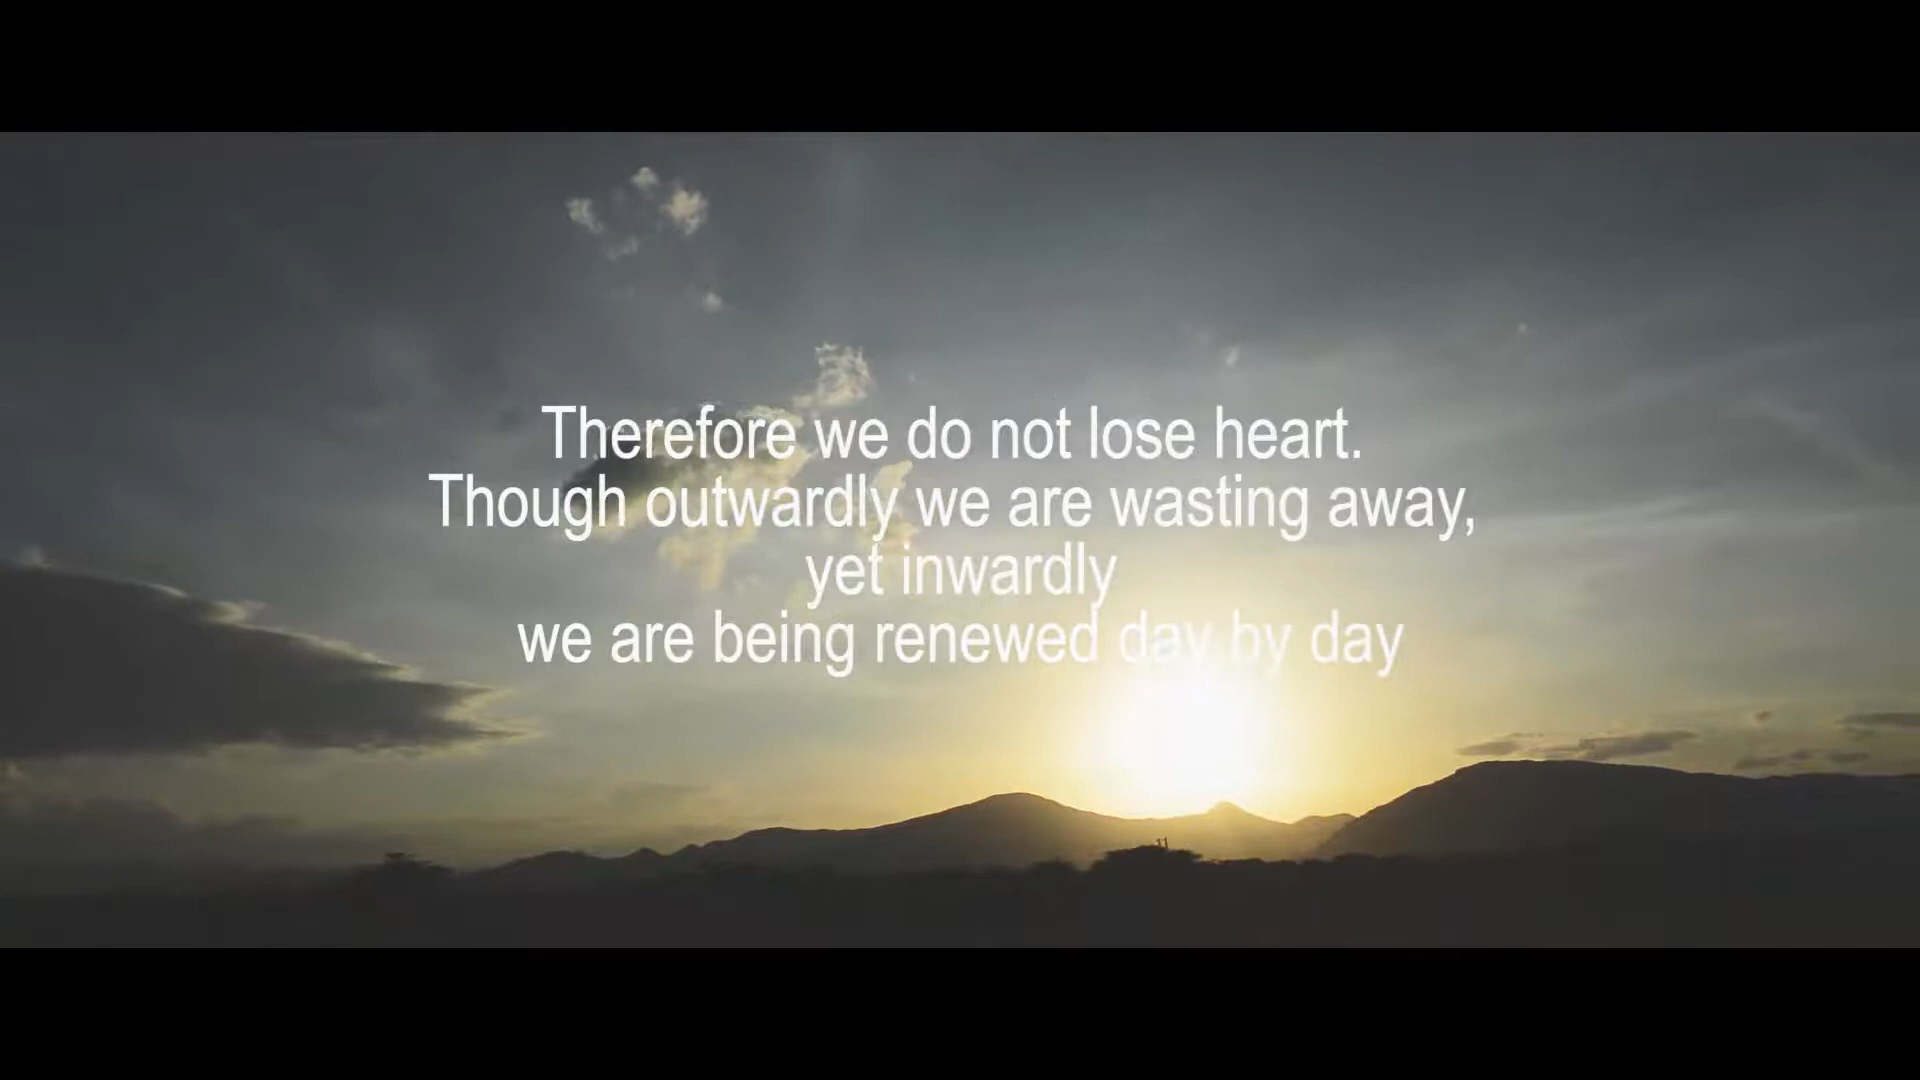 Therefore we do not lose heart.
Though outwardly we are wasting away,
yet inwardly
we are being renewed day by day